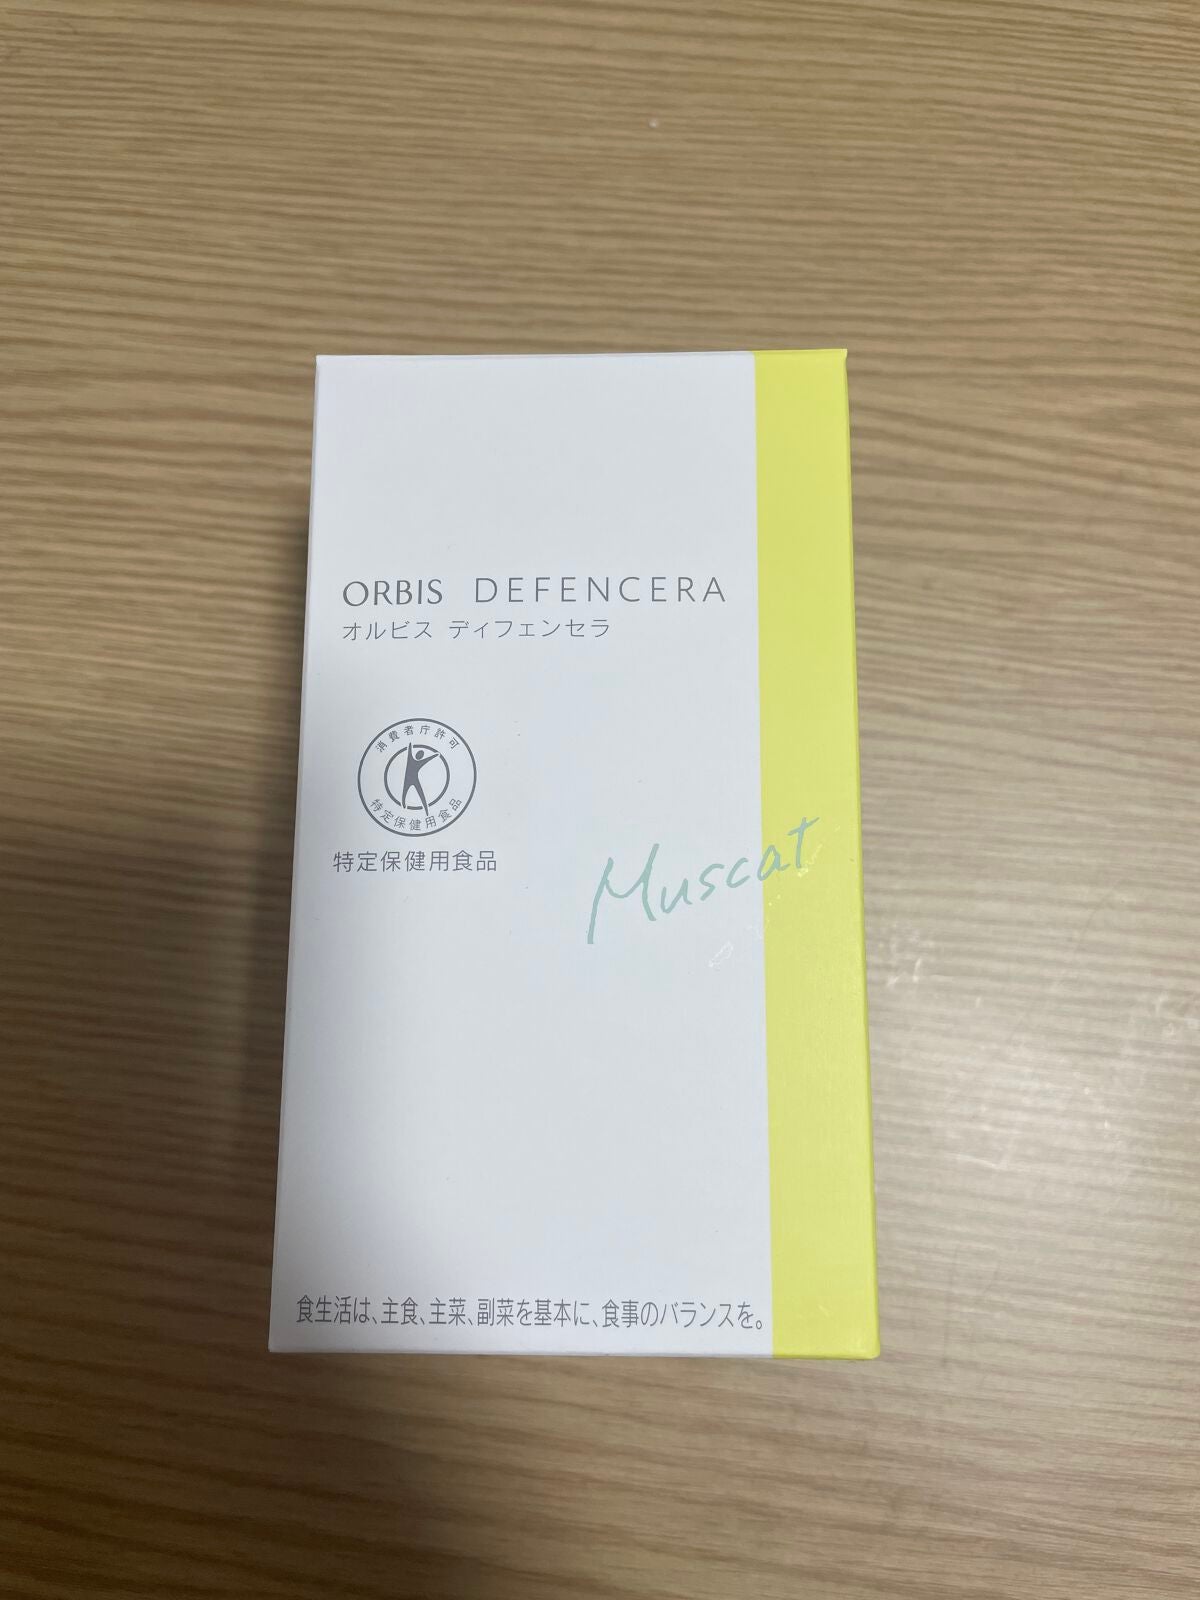 ORBIS DEFENCERA
オルビス ディフェンセラ
消費者庁許可
特定保健用食品
特定保健用食品
Muscat
食生活は、主食、主菜、副菜を基本に、食事のバランスを。